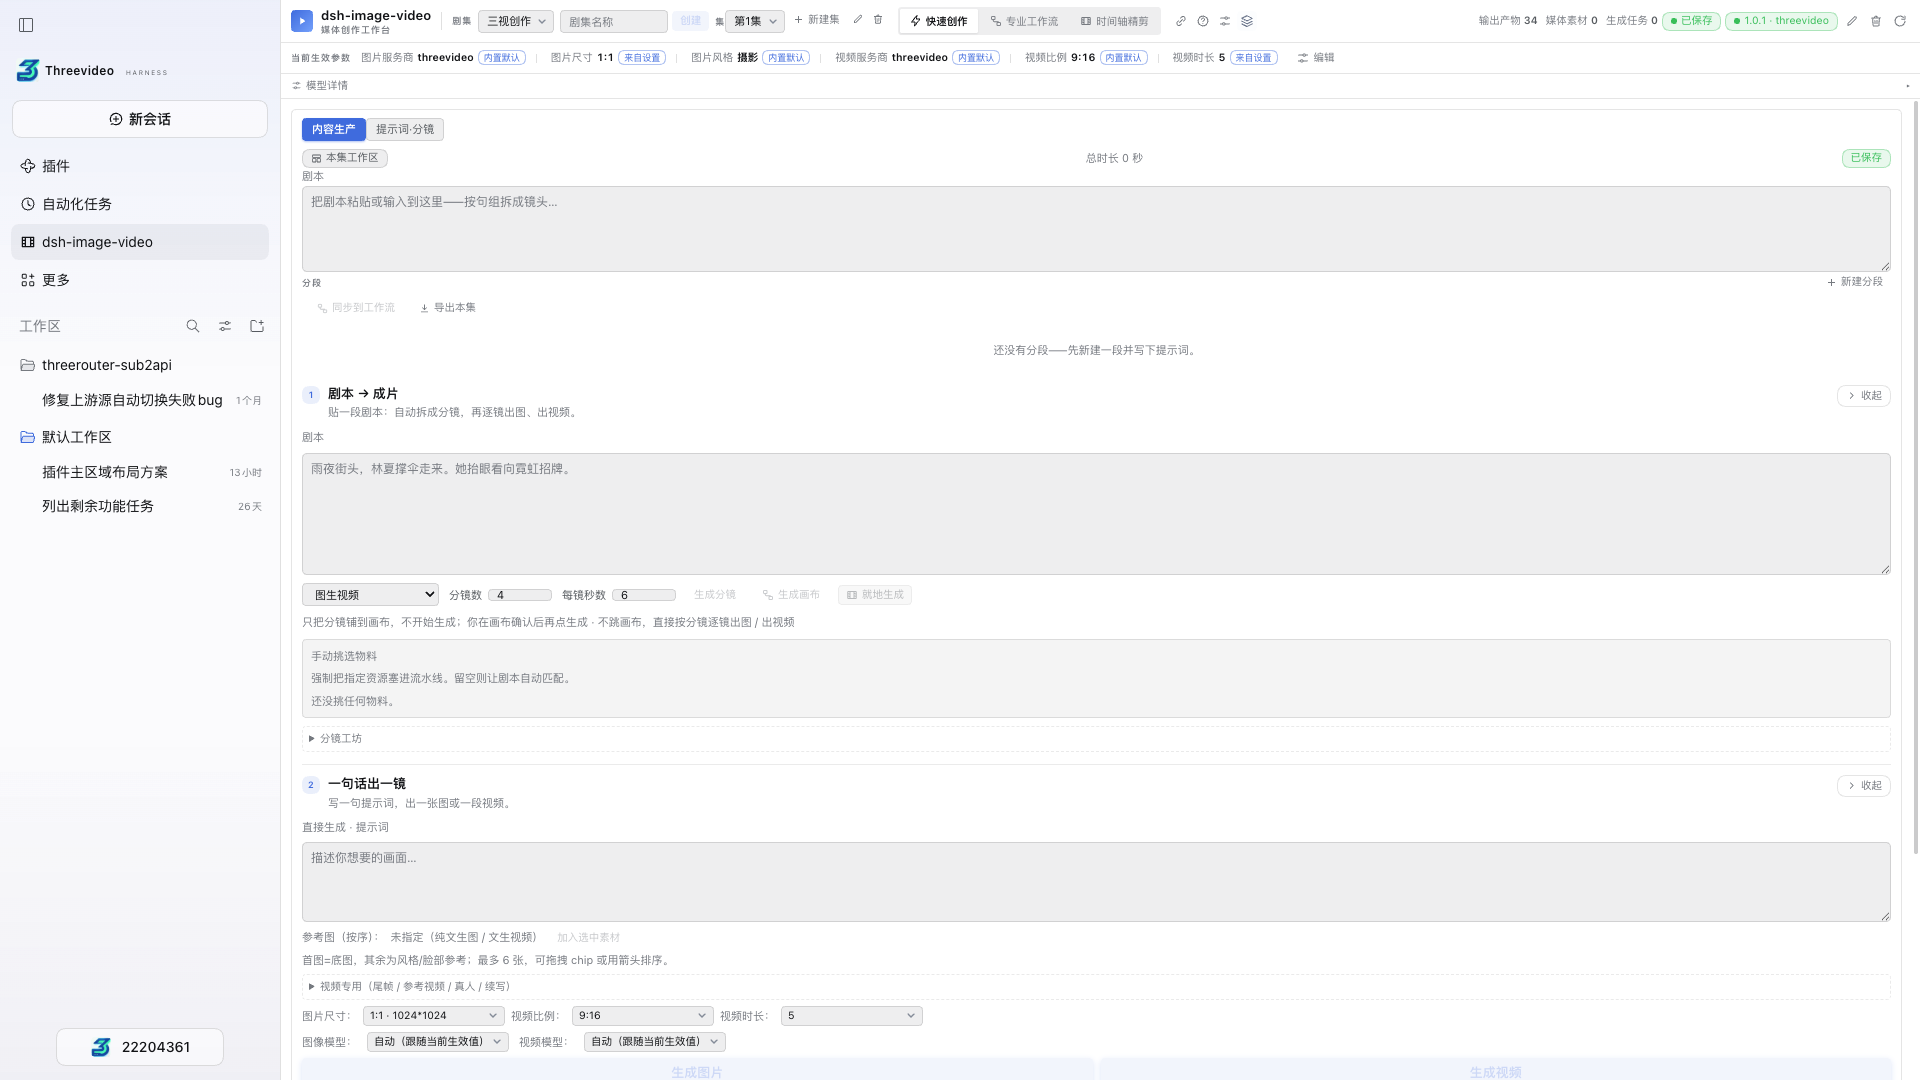 Threevideo HARNESS
新会话
插件
自动化任务
dsh-image-video
更多
工作区
threerouter-sub2api
修复上游源自动切换失败 bug 1个月
默认工作区
插件主区域布局方案 13小时
列出剩余功能任务 26天
22204361
dsh-image-video
媒体创作工作台
剧集 三视创作 剧集名称 创建 集 第1集 新建集 快速创作 专业工作流 时间轴精剪 输出产物 34 媒体素材 0 生成任务 0 已保存 1.0.1 · threevideo
当前生效参数 图片服务商 threevideo 内置默认 图片尺寸 1:1 来自设置 图片风格 摄影 内置默认 视频服务商 threevideo 内置默认 视频比例 9:16 内置默认 视频时长 5 来自设置 编辑
模型详情
内容生产 提示词·分镜
本集工作区 总时长 0 秒 已保存
剧本
把剧本粘贴或输入到这里——按句组拆成镜头...
分段 新建分段
同步到工作流 导出本集
还没有分段——先新建一段并写下提示词。
1 剧本 → 成片 收起
贴一段剧本：自动拆成分镜，再逐镜出图、出视频。
剧本
雨夜街头，林夏撑伞走来。她抬眼看向霓虹招牌。
图生视频 分镜数 4 每镜秒数 6 生成分镜 生成画布 就地生成
只把分镜铺到画布，不开始生成；你在画布确认后再点生成 · 不跳画布，直接按分镜逐镜出图 / 出视频
手动挑选物料
强制把指定资源塞进流水线。留空则让剧本自动匹配。
还没挑任何物料。
分镜工坊
2 一句话出一镜 收起
写一句提示词，出一张图或一段视频。
直接生成 · 提示词
描述你想要的画面...
参考图（按序）： 未指定（纯文生图 / 文生视频） 加入选中素材
首图=底图，其余为风格/脸部参考；最多 6 张，可拖拽 chip 或用箭头排序。
视频专用（尾帧 / 参考视频 / 真人 / 续写）
图片尺寸： 1:1 · 1024*1024 视频比例： 9:16 视频时长： 5
图像模型： 自动（跟随当前生效值） 视频模型： 自动（跟随当前生效值）
生成图片 生成视频